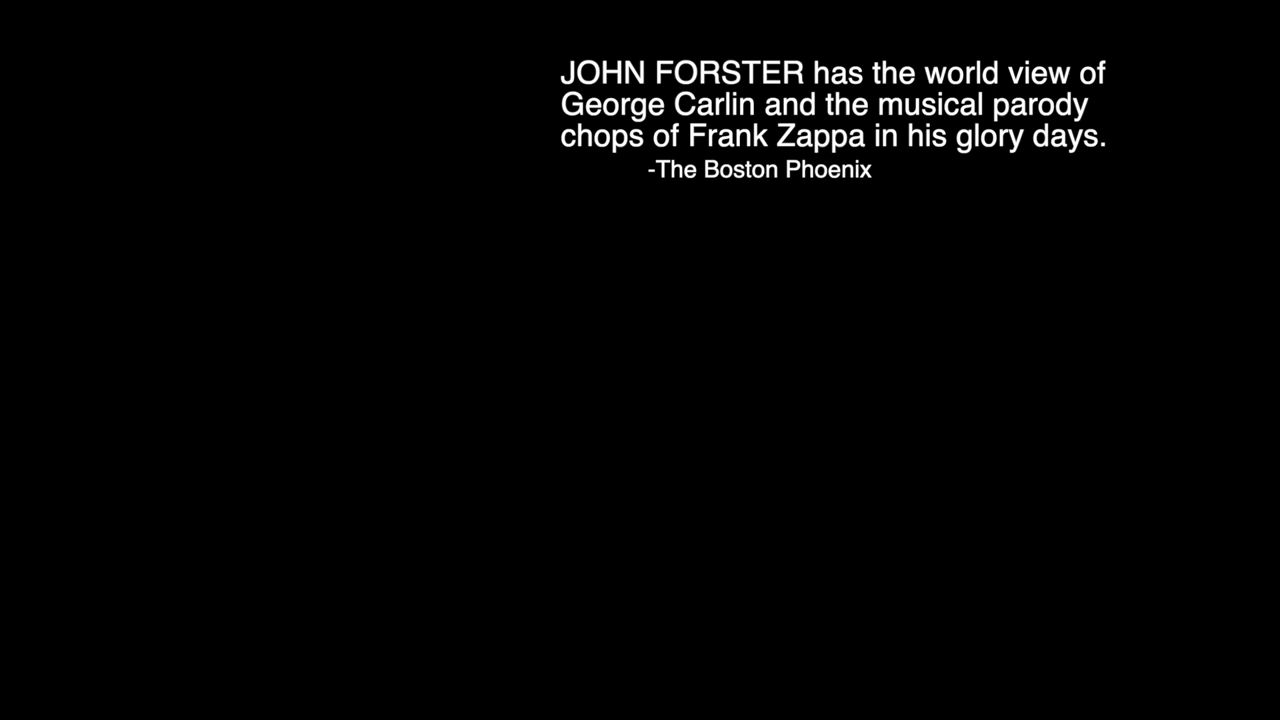 JOHN FORSTER has the world view of
George Carlin and the musical parody
chops of Frank Zappa in his glory days.
-The Boston Phoenix